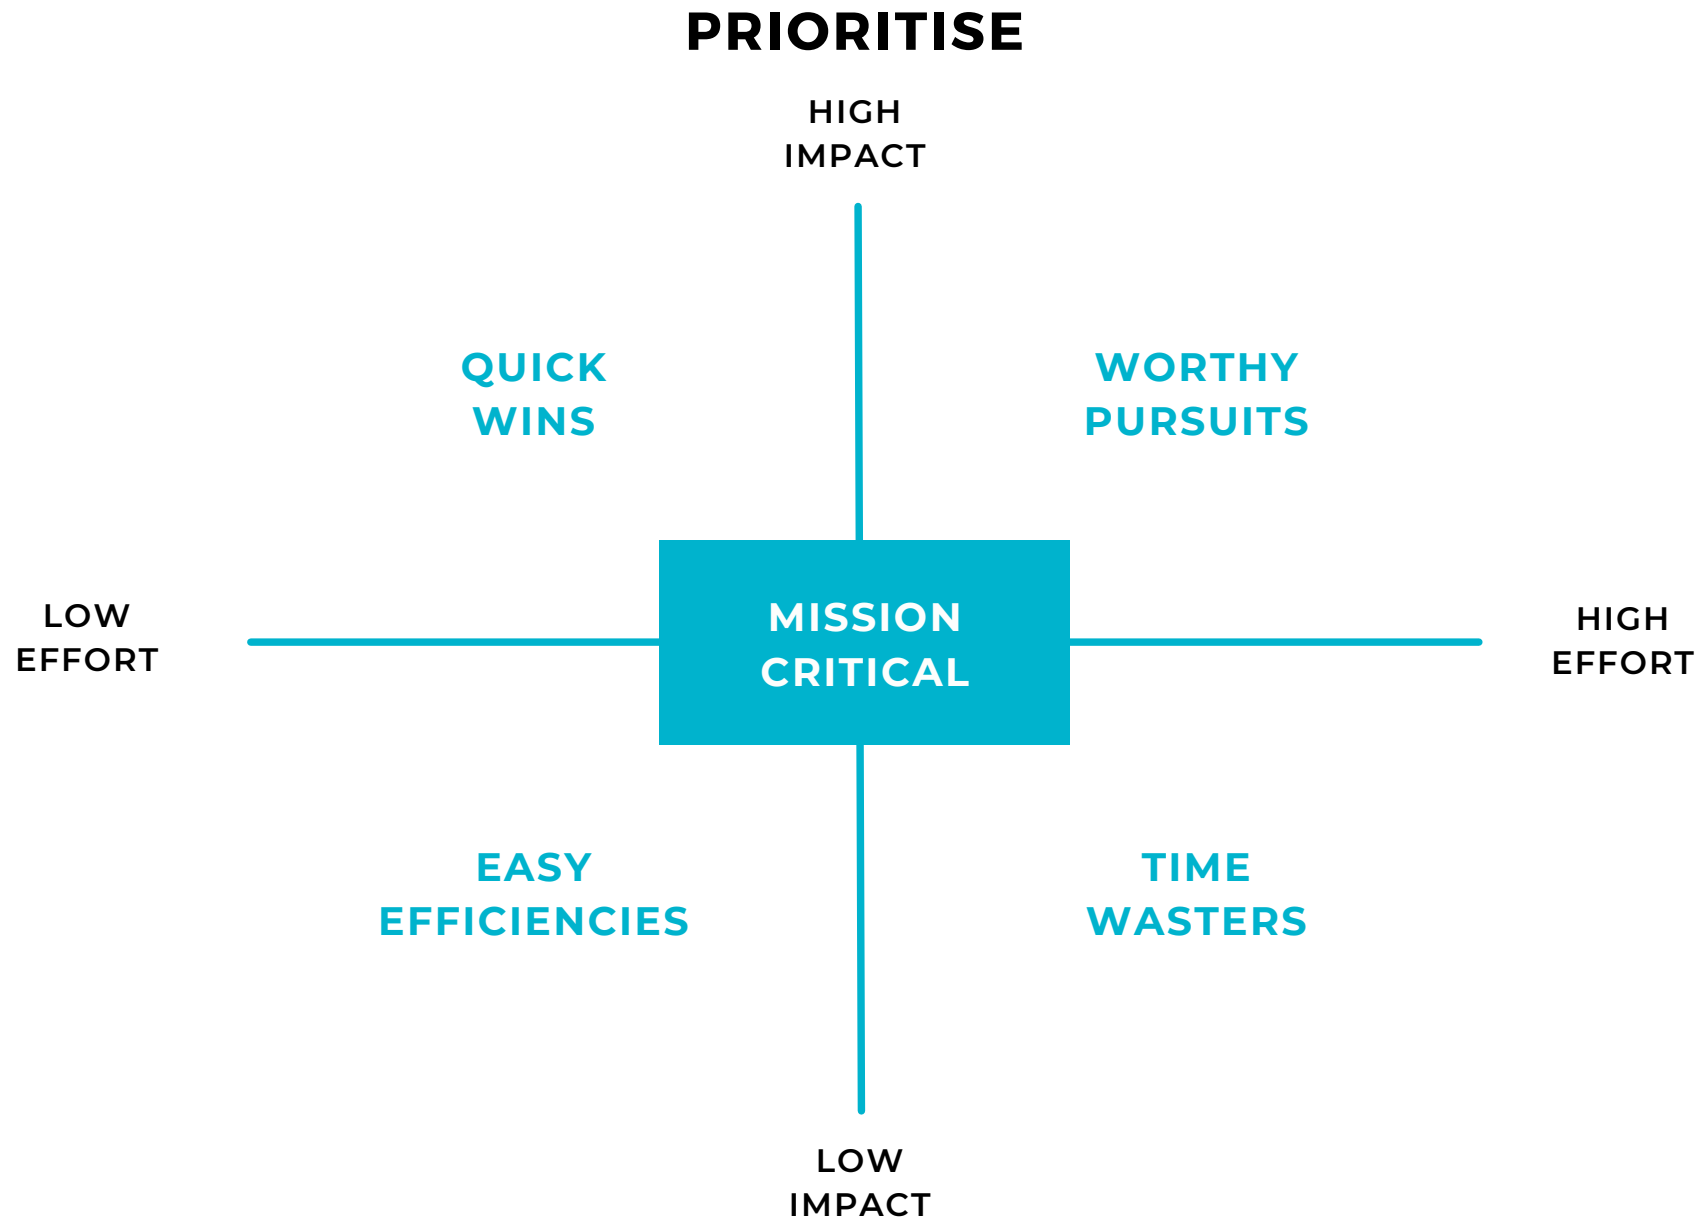 PRIORITISE
HIGH
IMPACT
QUICK
WINS
WORTHY
PURSUITS
LOW
EFFORT
MISSION
CRITICAL
HIGH
EFFORT
EASY
EFFICIENCIES
TIME
WASTERS
LOW
IMPACT